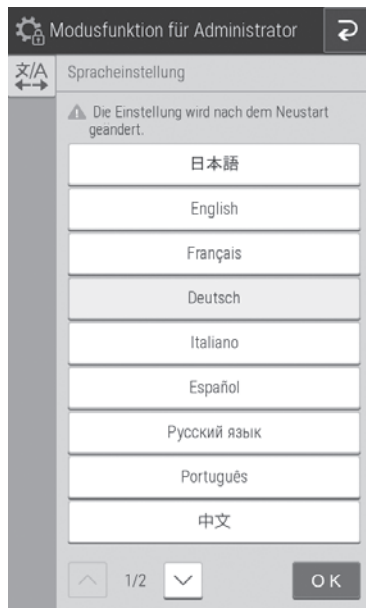 Modusfunktion für Administrator
文/A
Spracheinstellung
Die Einstellung wird nach dem Neustart
geandert.
日本語
English
Français
Deutsch
Italiano
Español
Русский язык
Português
中文
1/2
OK